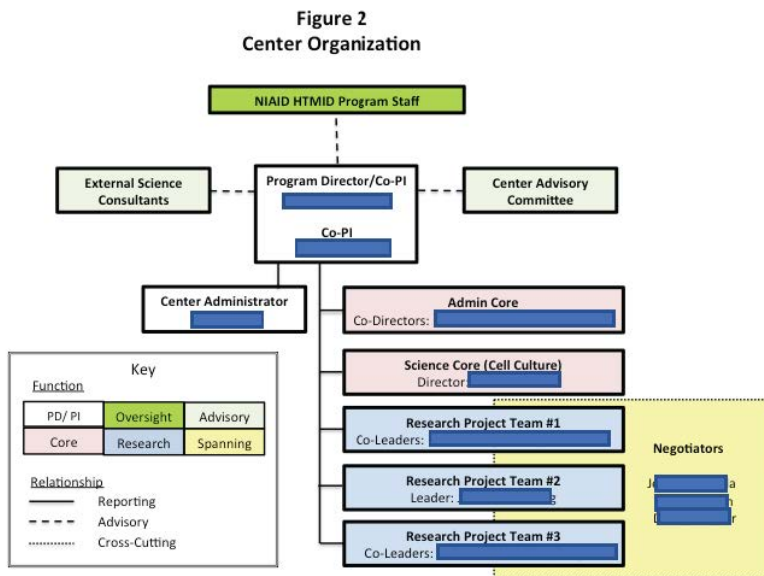 Figure 2
Center Organization
NIAID HTMID Program Staff
External Science
Consultants
Program Director/Co-PI
Co-PI
Center Advisory
Committee
Center Administrator
Admin Core
Co-Directors:
Science Core (Cell Culture)
Director:
Research Project Team #1
Co-Leaders:
Research Project Team #2
Leader:
Research Project Team #3
Co-Leaders:
Negotiators
Key
Function
PD/ PI
Oversight
Advisory
Core
Research
Spanning
Relationship
Reporting
Advisory
Cross-Cutting